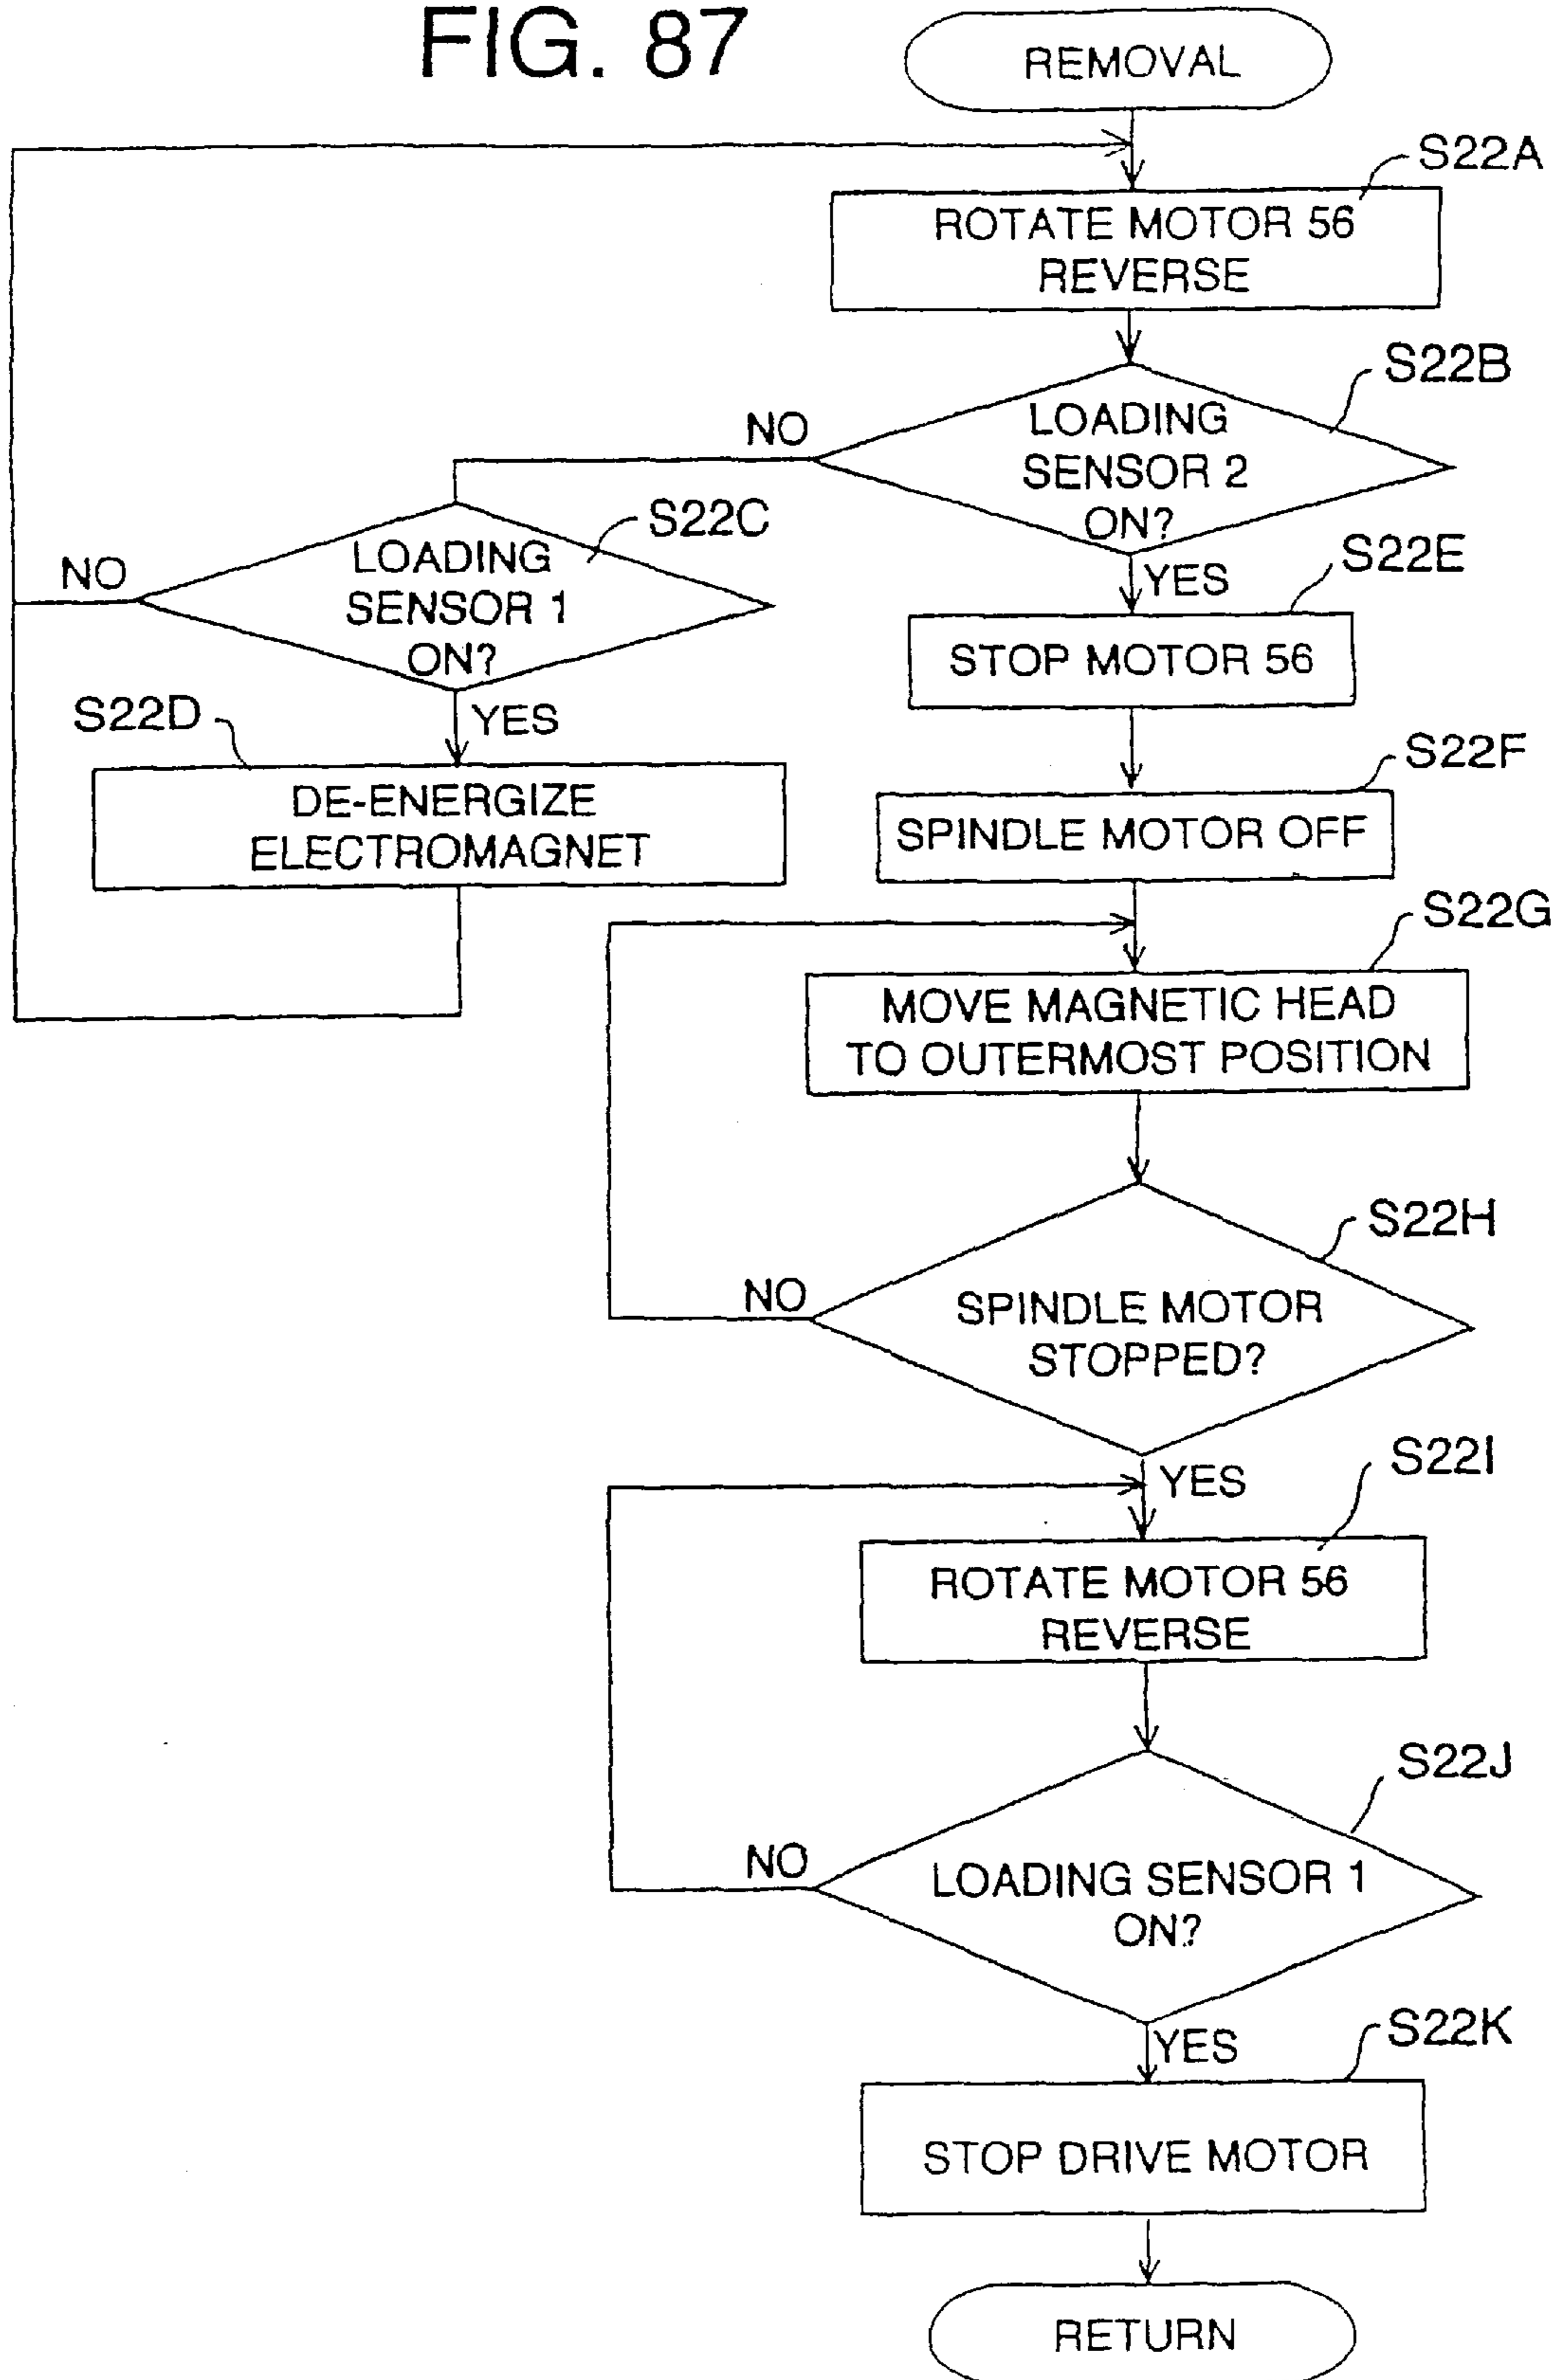 FIG. 87
REMOVAL
S22A
ROTATE MOTOR 56
REVERSE
S22B
LOADING
SENSOR 2
ON?
NO
YES
S22C
LOADING
SENSOR 1
ON?
NO
YES
S22D
DE-ENERGIZE
ELECTROMAGNET
S22E
STOP MOTOR 56
S22F
SPINDLE MOTOR OFF
S22G
MOVE MAGNETIC HEAD
TO OUTERMOST POSITION
S22H
SPINDLE MOTOR
STOPPED?
NO
YES
S22I
ROTATE MOTOR 56
REVERSE
S22J
LOADING SENSOR 1
ON?
NO
YES
S22K
STOP DRIVE MOTOR
RETURN